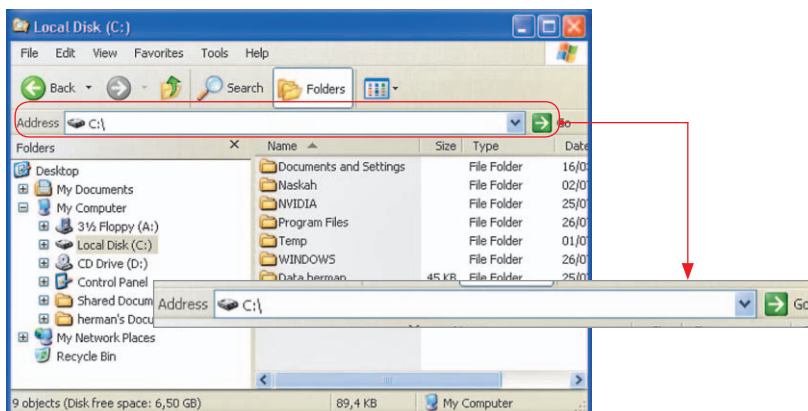 Local Disk (C:)
File Edit View Favorites Tools Help
Back Search Folders
Address C:\ Go
Folders X Name Size Type Date
Desktop
My Documents
My Computer
3½ Floppy (A:)
Local Disk (C:)
CD Drive (D:)
Control Panel
Shared Docum
herman's Docu
My Network Places
Recycle Bin
Documents and Settings File Folder 16/0
Naskah File Folder 02/0
NVIDIA File Folder 25/0
Program Files File Folder 26/0
Temp File Folder 01/0
WINDOWS File Folder 26/0
Data herman 45 KB File Folder 25/0
Address C:\ Go
9 objects (Disk free space: 6,50 GB) 89,4 KB My Computer